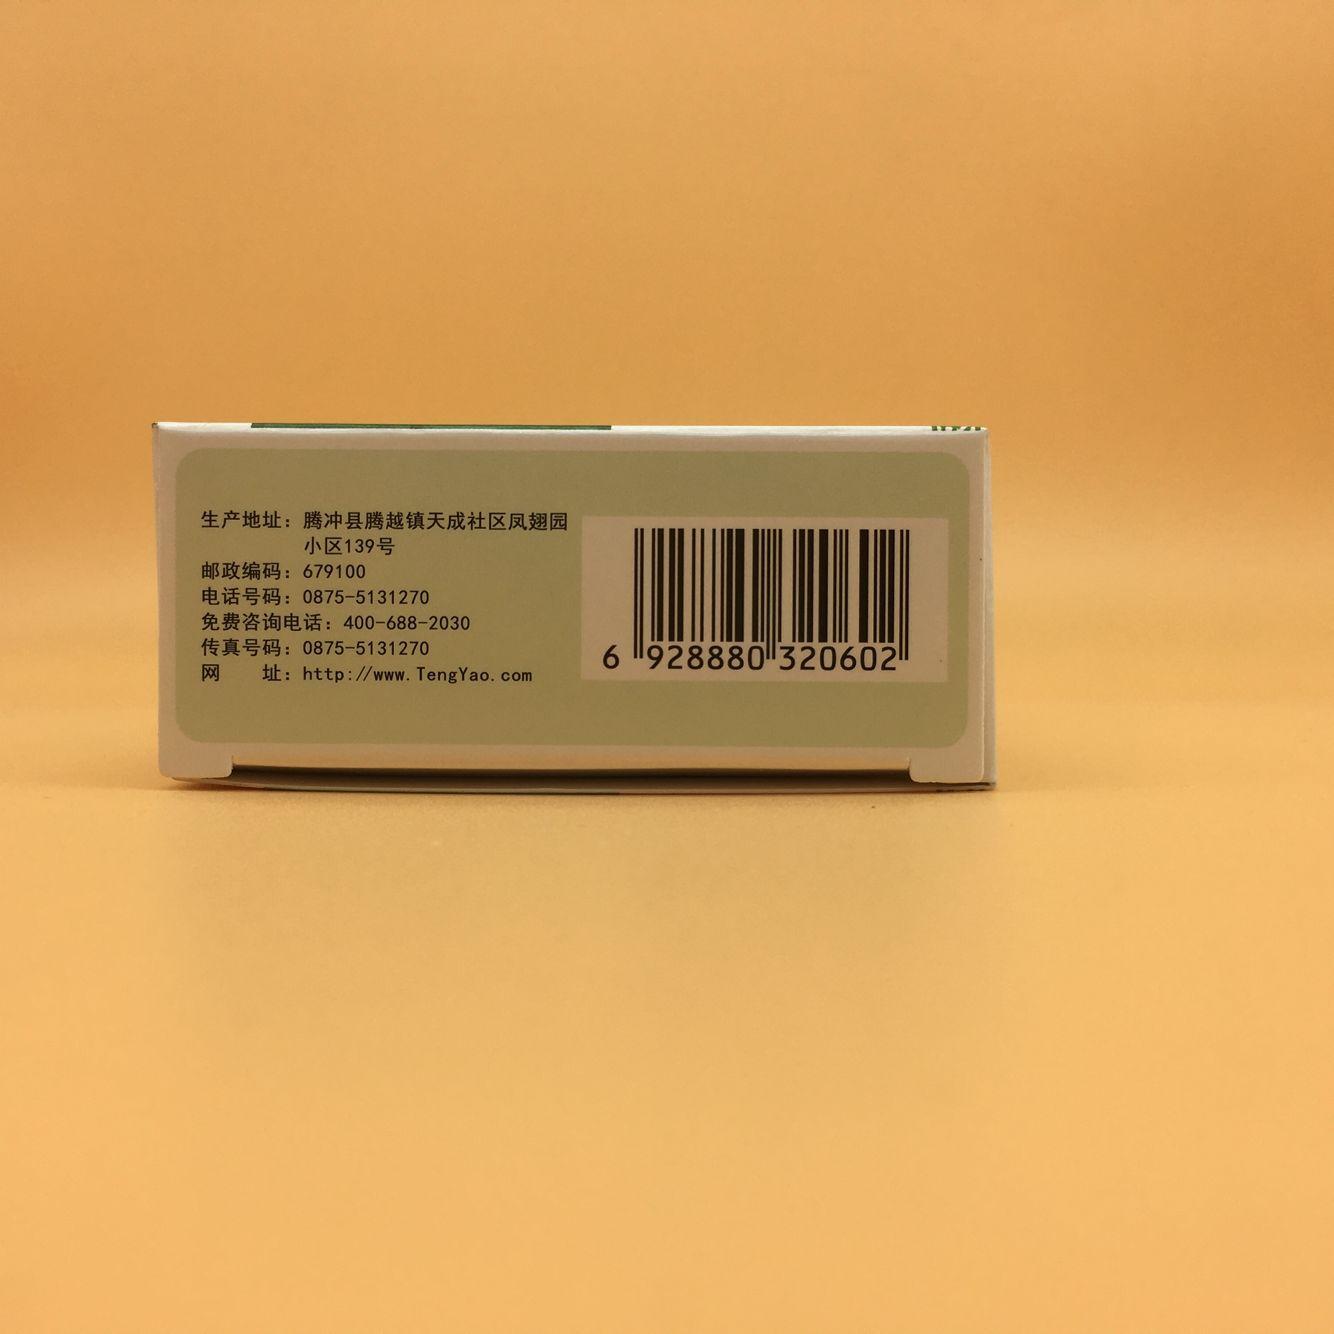 生产地址：腾冲县腾越镇天成社区凤翅园
小区139号
邮政编码：679100
电话号码：0875-5131270
免费咨询电话：400-688-2030
传真号码：0875-5131270
网　　址：http://www.TengYao.com
6 928880 320602